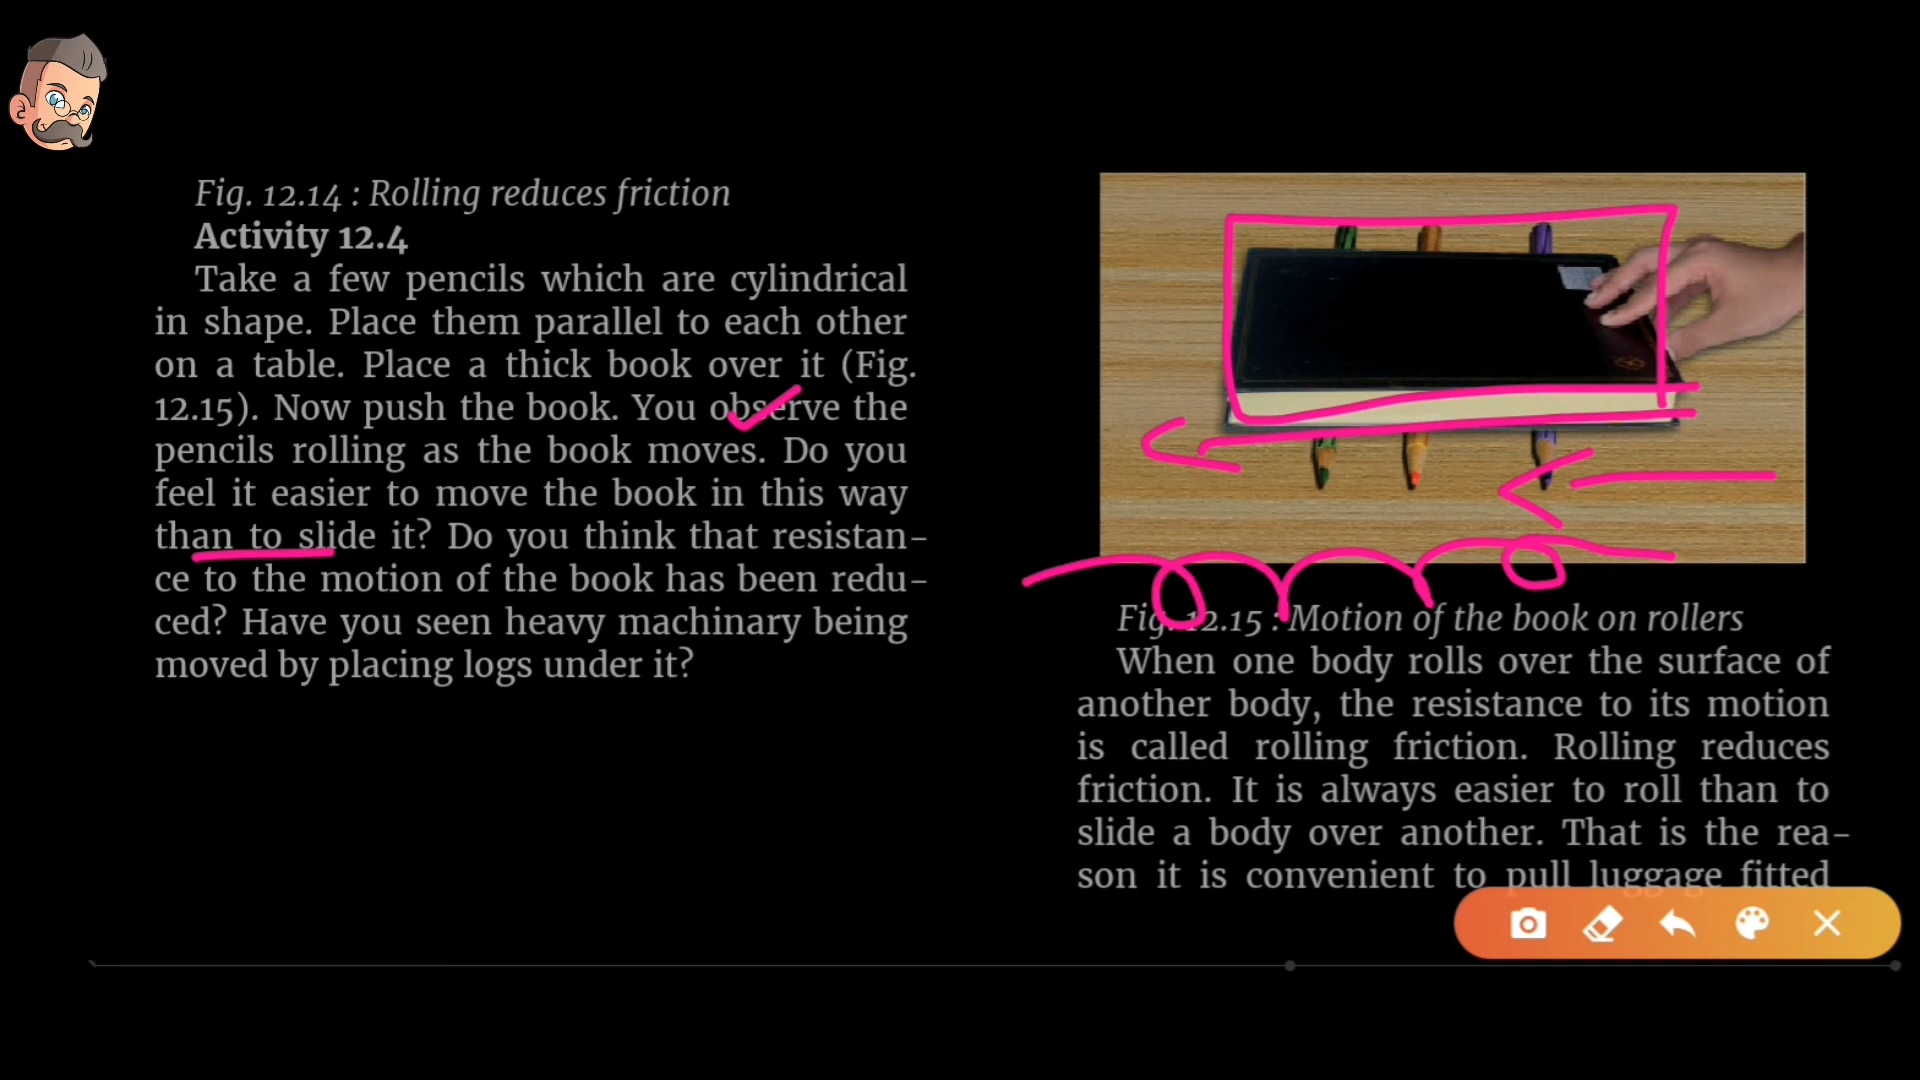 Fig. 12.14 : Rolling reduces friction
Activity 12.4
Take a few pencils which are cylindrical
in shape. Place them parallel to each other
on a table. Place a thick book over it (Fig.
12.15). Now push the book. You observe the
pencils rolling as the book moves. Do you
feel it easier to move the book in this way
than to slide it? Do you think that resistan-
ce to the motion of the book has been redu-
ced? Have you seen heavy machinary being
moved by placing logs under it?
Fig. 12.15 : Motion of the book on rollers
When one body rolls over the surface of
another body, the resistance to its motion
is called rolling friction. Rolling reduces
friction. It is always easier to roll than to
slide a body over another. That is the rea-
son it is convenient to pull luggage fitted